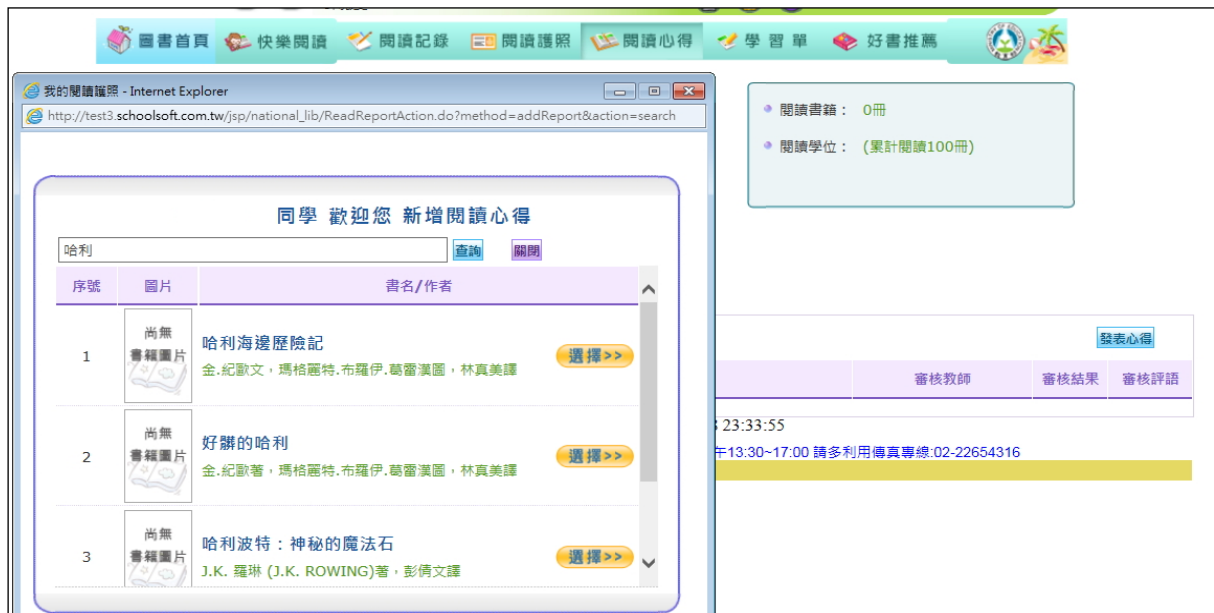 圖書首頁 快樂閱讀 閱讀記錄 閱讀護照 閱讀心得 學習單 好書推薦
我的閱讀護照 - Internet Explorer
http://test3.schoolsoft.com.tw/jsp/national_lib/ReadReportAction.do?method=addReport&action=search
閱讀書籍： 0冊
閱讀學位： (累計閱讀100冊)
同學 歡迎您 新增閱讀心得
哈利 查詢 關閉
序號 圖片 書名/作者
1 尚無書籍圖片 哈利海邊歷險記 選擇>>
金.紀歐文，瑪格麗特.布羅伊.葛雷漢圖，林真美譯
2 尚無書籍圖片 好髒的哈利 選擇>>
金.紀歐著，瑪格麗特.布羅伊.葛雷漢圖，林真美譯
3 尚無書籍圖片 哈利波特：神秘的魔法石 選擇>>
J.K. 羅琳 (J.K. ROWING)著，彭倩文譯
發表心得
審核教師 審核結果 審核評語
23:33:55
午13:30~17:00 請多利用傳真專線:02-22654316